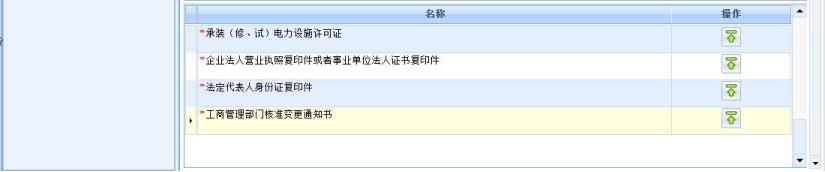 名称 操作
*承装（修、试）电力设施许可证
*企业法人营业执照复印件或者事业单位法人证书复印件
*法定代表人身份证复印件
*工商管理部门核准变更通知书